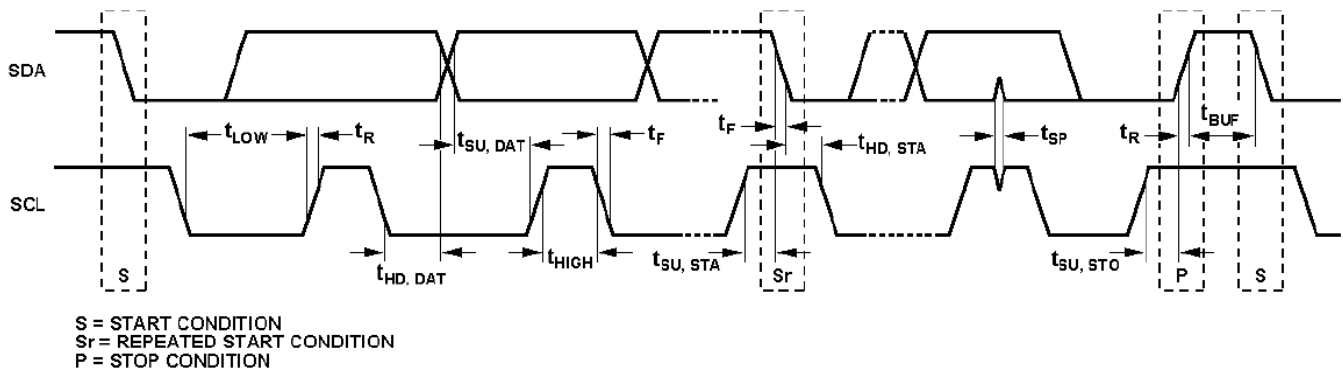 SDA
tLOW
tR
tSU, DAT
tF
tF
tHD, STA
tSP
tR
tBUF
SCL
tHD, DAT
tHIGH
tSU, STA
tSU, STO
S
Sr
P
S
S = START CONDITION
Sr = REPEATED START CONDITION
P = STOP CONDITION